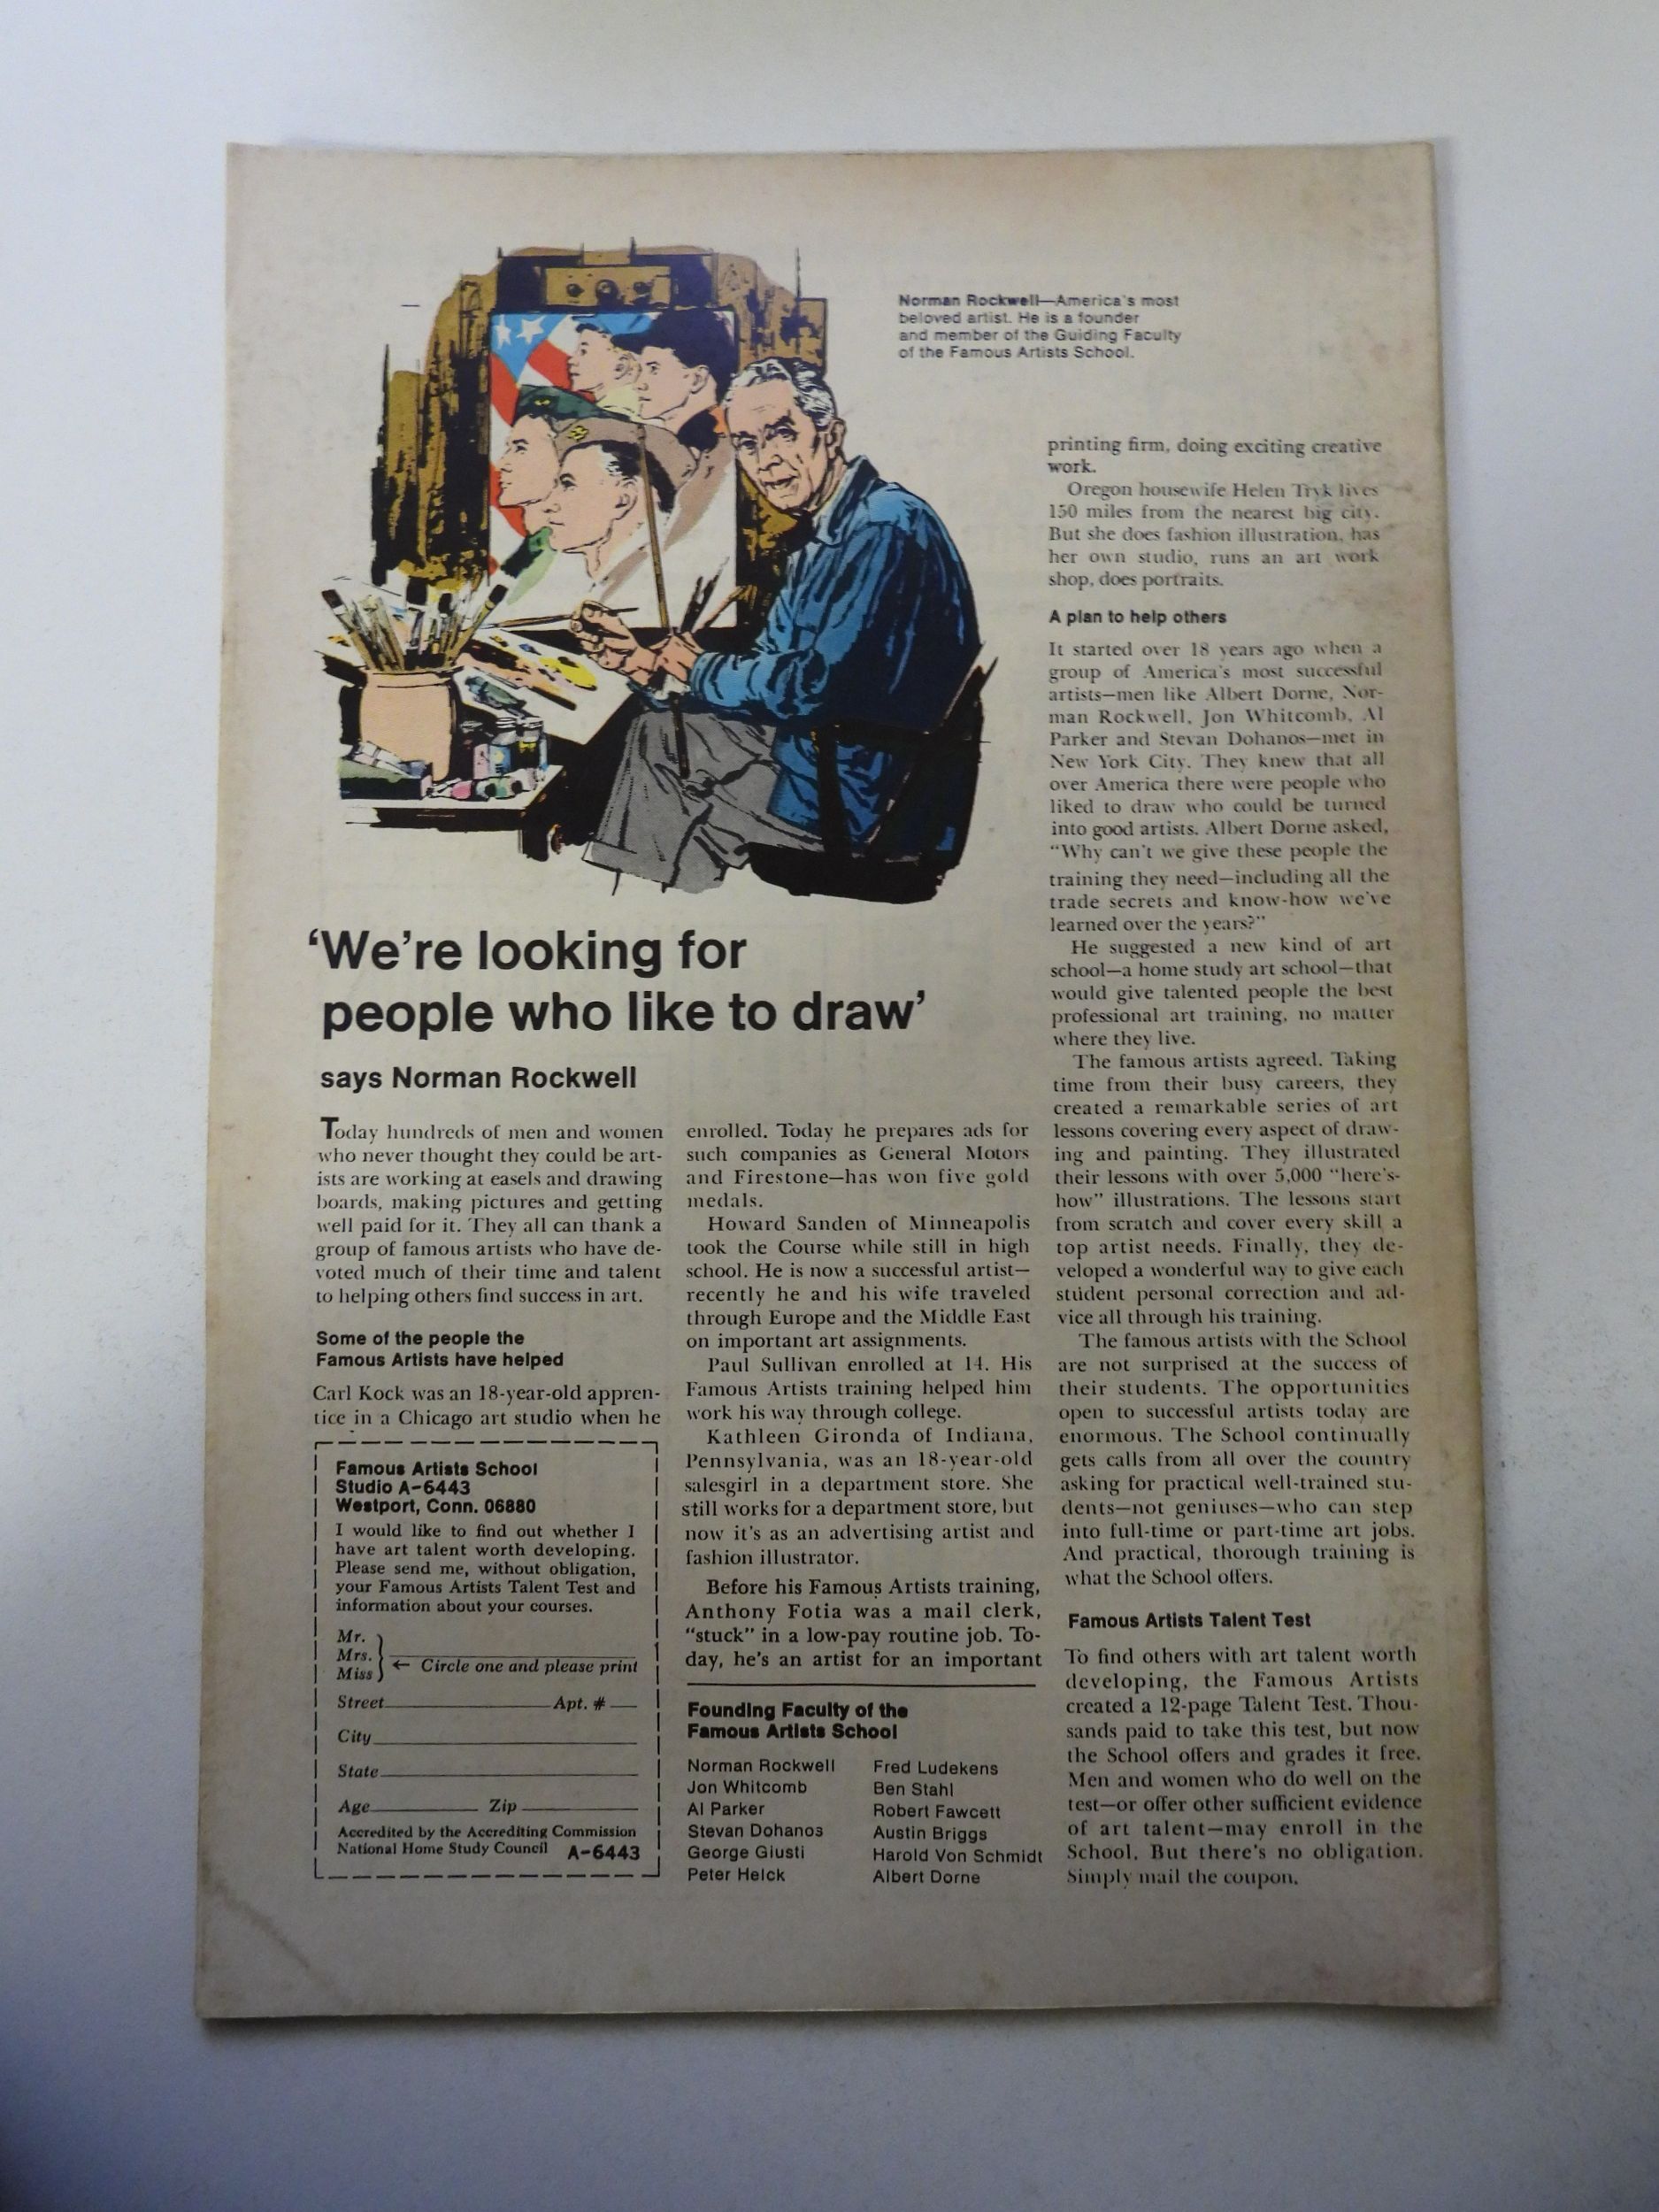 Norman Rockwell—America's most
beloved artist. He is a founder
and member of the Guiding Faculty
of the Famous Artists School.
'We're looking for
people who like to draw'
says Norman Rockwell
Today hundreds of men and women
who never thought they could be art-
ists are working at easels and drawing
boards, making pictures and getting
well paid for it. They all can thank a
group of famous artists who have de-
voted much of their time and talent
to helping others find success in art.
Some of the people the
Famous Artists have helped
Carl Kock was an 18-year-old appren-
tice in a Chicago art studio when he
enrolled. Today he prepares ads for
such companies as General Motors
and Firestone—has won five gold
medals.
Howard Sanden of Minneapolis
took the Course while still in high
school. He is now a successful artist—
recently he and his wife traveled
through Europe and the Middle East
on important art assignments.
Paul Sullivan enrolled at 14. His
Famous Artists training helped him
work his way through college.
Kathleen Gironda of Indiana,
Pennsylvania, was an 18-year-old
salesgirl in a department store. She
still works for a department store, but
now it's as an advertising artist and
fashion illustrator.
Before his Famous Artists training,
Anthony Fotia was a mail clerk,
"stuck" in a low-pay routine job. To-
day, he's an artist for an important
printing firm, doing exciting creative
work.
Oregon housewife Helen Tryk lives
150 miles from the nearest big city.
But she does fashion illustration, has
her own studio, runs an art work
shop, does portraits.
A plan to help others
It started over 18 years ago when a
group of America's most successful
artists—men like Albert Dorne, Nor-
man Rockwell, Jon Whitcomb, Al
Parker and Stevan Dohanos—met in
New York City. They knew that all
over America there were people who
liked to draw who could be turned
into good artists. Albert Dorne asked,
"Why can't we give these people the
training they need—including all the
trade secrets and know-how we've
learned over the years?"
He suggested a new kind of art
school—a home study art school—that
would give talented people the best
professional art training, no matter
where they live.
The famous artists agreed. Taking
time from their busy careers, they
created a remarkable series of art
lessons covering every aspect of draw-
ing and painting. They illustrated
their lessons with over 5,000 "here's-
how" illustrations. The lessons start
from scratch and cover every skill a
top artist needs. Finally, they de-
veloped a wonderful way to give each
student personal correction and ad-
vice all through his training.
The famous artists with the School
are not surprised at the success of
their students. The opportunities
open to successful artists today are
enormous. The School continually
gets calls from all over the country
asking for practical well-trained stu-
dents—not geniuses—who can step
into full-time or part-time art jobs.
And practical, thorough training is
what the School offers.
Famous Artists Talent Test
To find others with art talent worth
developing, the Famous Artists
created a 12-page Talent Test. Thou-
sands paid to take this test, but now
the School offers and grades it free.
Men and women who do well on the
test—or offer other sufficient evidence
of art talent—may enroll in the
School. But there's no obligation.
Simply mail the coupon.
Famous Artists School
Studio A-6443
Westport, Conn. 06880
I would like to find out whether I
have art talent worth developing.
Please send me, without obligation,
your Famous Artists Talent Test and
information about your courses.
Mr.
Mrs.
Miss
← Circle one and please print
Street Apt. #
City
State
Age Zip
Accredited by the Accrediting Commission
National Home Study Council A-6443
Founding Faculty of the
Famous Artists School
Norman Rockwell
Jon Whitcomb
Al Parker
Stevan Dohanos
George Giusti
Peter Helck
Fred Ludekens
Ben Stahl
Robert Fawcett
Austin Briggs
Harold Von Schmidt
Albert Dorne